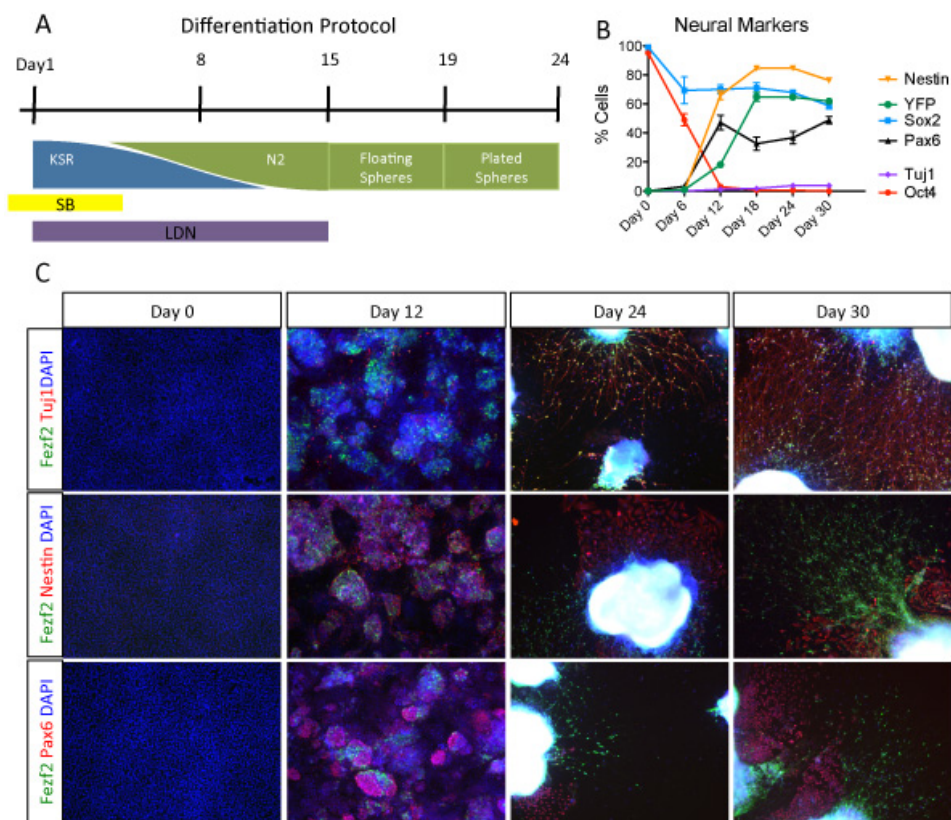 A
Differentiation Protocol
Day1 8 15 19 24
KSR N2 Floating Spheres Plated Spheres
SB
LDN
B
Neural Markers
% Cells
100
80
60
40
20
0
Day 0 Day 6 Day 12 Day 18 Day 24 Day 30
Nestin
YFP
Sox2
Pax6
Tuj1
Oct4
C
Day 0 Day 12 Day 24 Day 30
Fezf2 Tuj1DAPI
Fezf2 Nestin DAPI
Fezf2 Pax6 DAPI